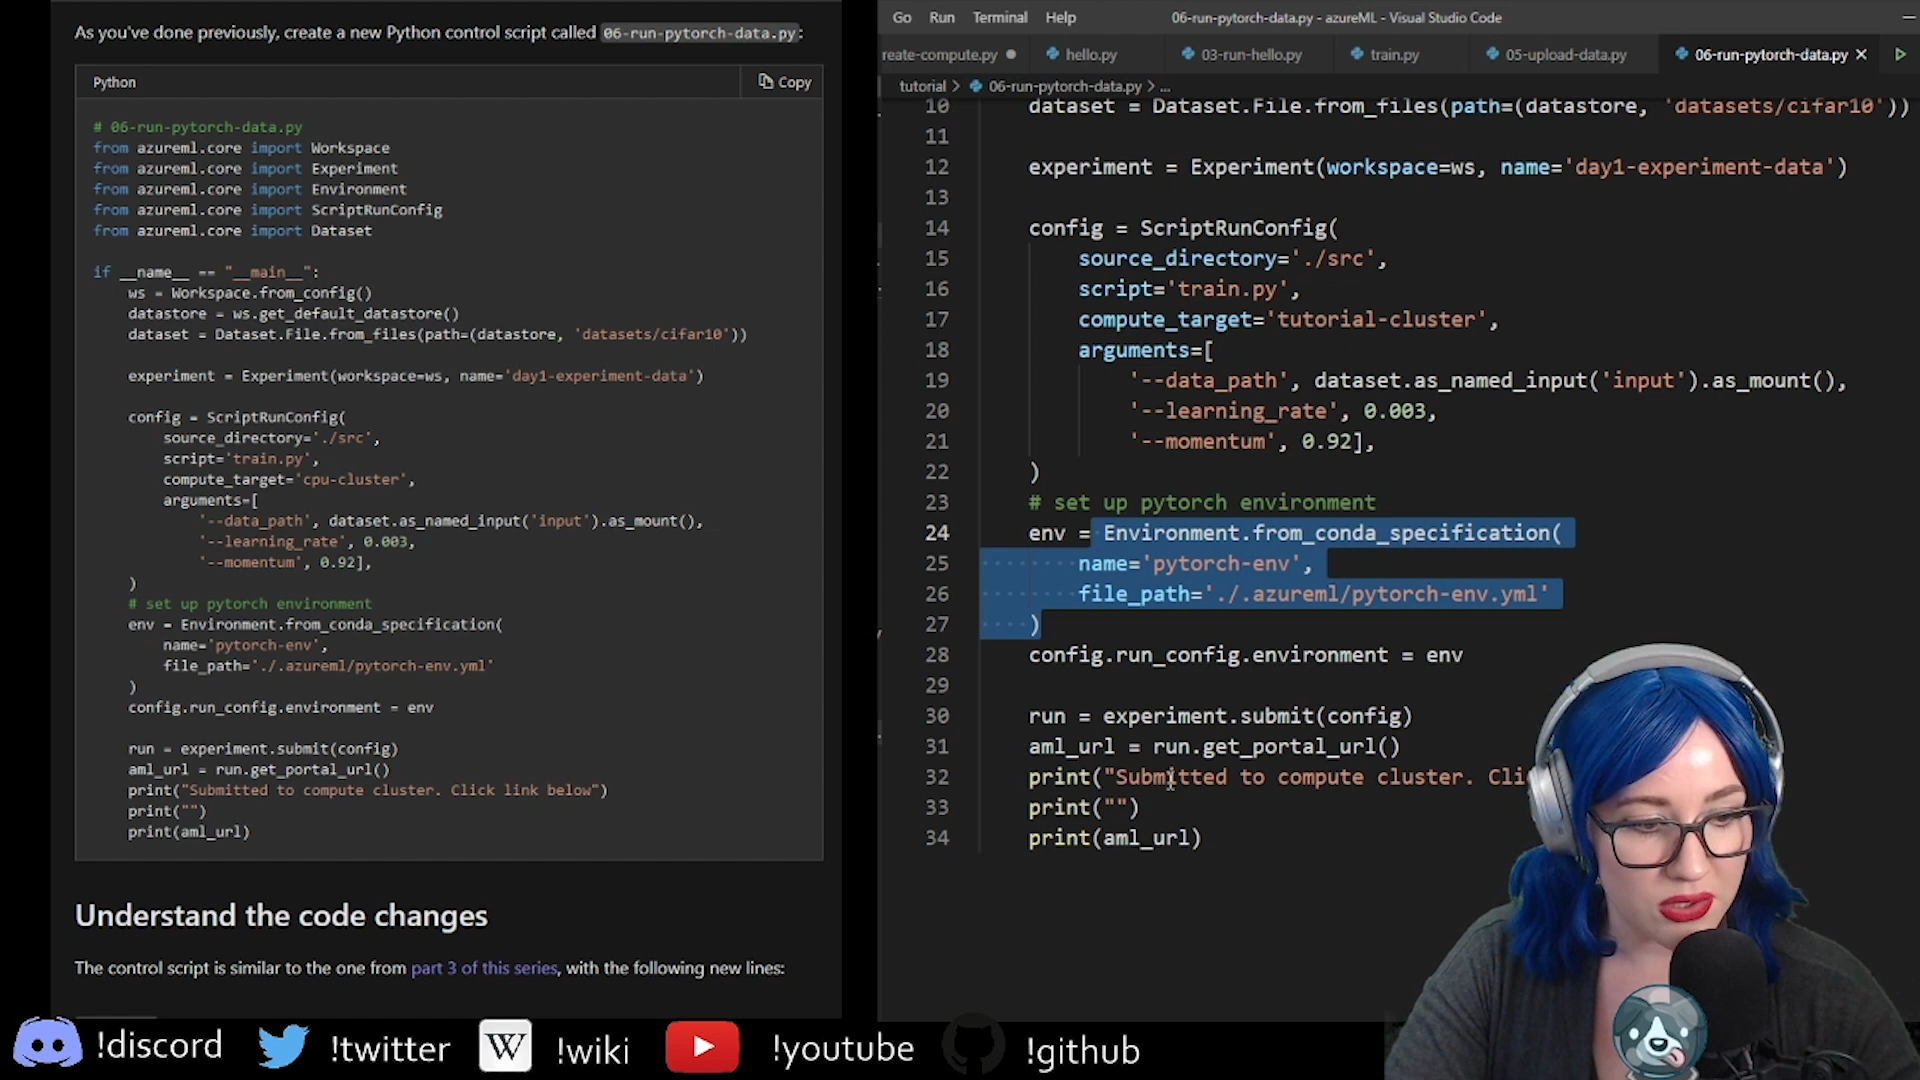 As you've done previously, create a new Python control script called 06-run-pytorch-data.py:
Python
Copy
# 06-run-pytorch-data.py
from azureml.core import Workspace
from azureml.core import Experiment
from azureml.core import Environment
from azureml.core import ScriptRunConfig
from azureml.core import Dataset
if __name__ == "__main__":
ws = Workspace.from_config()
datastore = ws.get_default_datastore()
dataset = Dataset.File.from_files(path=(datastore, 'datasets/cifar10'))
experiment = Experiment(workspace=ws, name='day1-experiment-data')
config = ScriptRunConfig(
source_directory='./src',
script='train.py',
compute_target='cpu-cluster',
arguments=[
'--data_path', dataset.as_named_input('input').as_mount(),
'--learning_rate', 0.003,
'--momentum', 0.92],
)
# set up pytorch environment
env = Environment.from_conda_specification(
name='pytorch-env',
file_path='./.azureml/pytorch-env.yml'
)
config.run_config.environment = env
run = experiment.submit(config)
aml_url = run.get_portal_url()
print("Submitted to compute cluster. Click link below")
print("")
print(aml_url)
Understand the code changes
The control script is similar to the one from part 3 of this series, with the following new lines:
Go Run Terminal Help 06-run-pytorch-data.py - azureML - Visual Studio Code
reate-compute.py hello.py 03-run-hello.py train.py 05-upload-data.py 06-run-pytorch-data.py
tutorial > 06-run-pytorch-data.py > ...
10 dataset = Dataset.File.from_files(path=(datastore, 'datasets/cifar10'))
11
12 experiment = Experiment(workspace=ws, name='day1-experiment-data')
13
14 config = ScriptRunConfig(
15 source_directory='./src',
16 script='train.py',
17 compute_target='tutorial-cluster',
18 arguments=[
19 '--data_path', dataset.as_named_input('input').as_mount(),
20 '--learning_rate', 0.003,
21 '--momentum', 0.92],
22 )
23 # set up pytorch environment
24 env = Environment.from_conda_specification(
25 name='pytorch-env',
26 file_path='./.azureml/pytorch-env.yml'
27 )
28 config.run_config.environment = env
29
30 run = experiment.submit(config)
31 aml_url = run.get_portal_url()
32 print("Submitted to compute cluster. Cli
33 print("")
34 print(aml_url)
!discord !twitter W !wiki !youtube !github